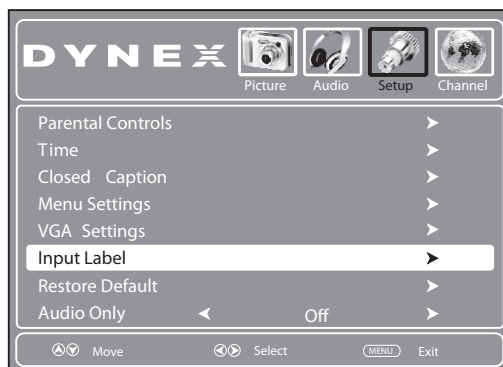 DYNEX
Picture Audio Setup Channel
Parental Controls
Time
Closed Caption
Menu Settings
VGA Settings
Input Label
Restore Default
Audio Only Off
Move Select MENU Exit